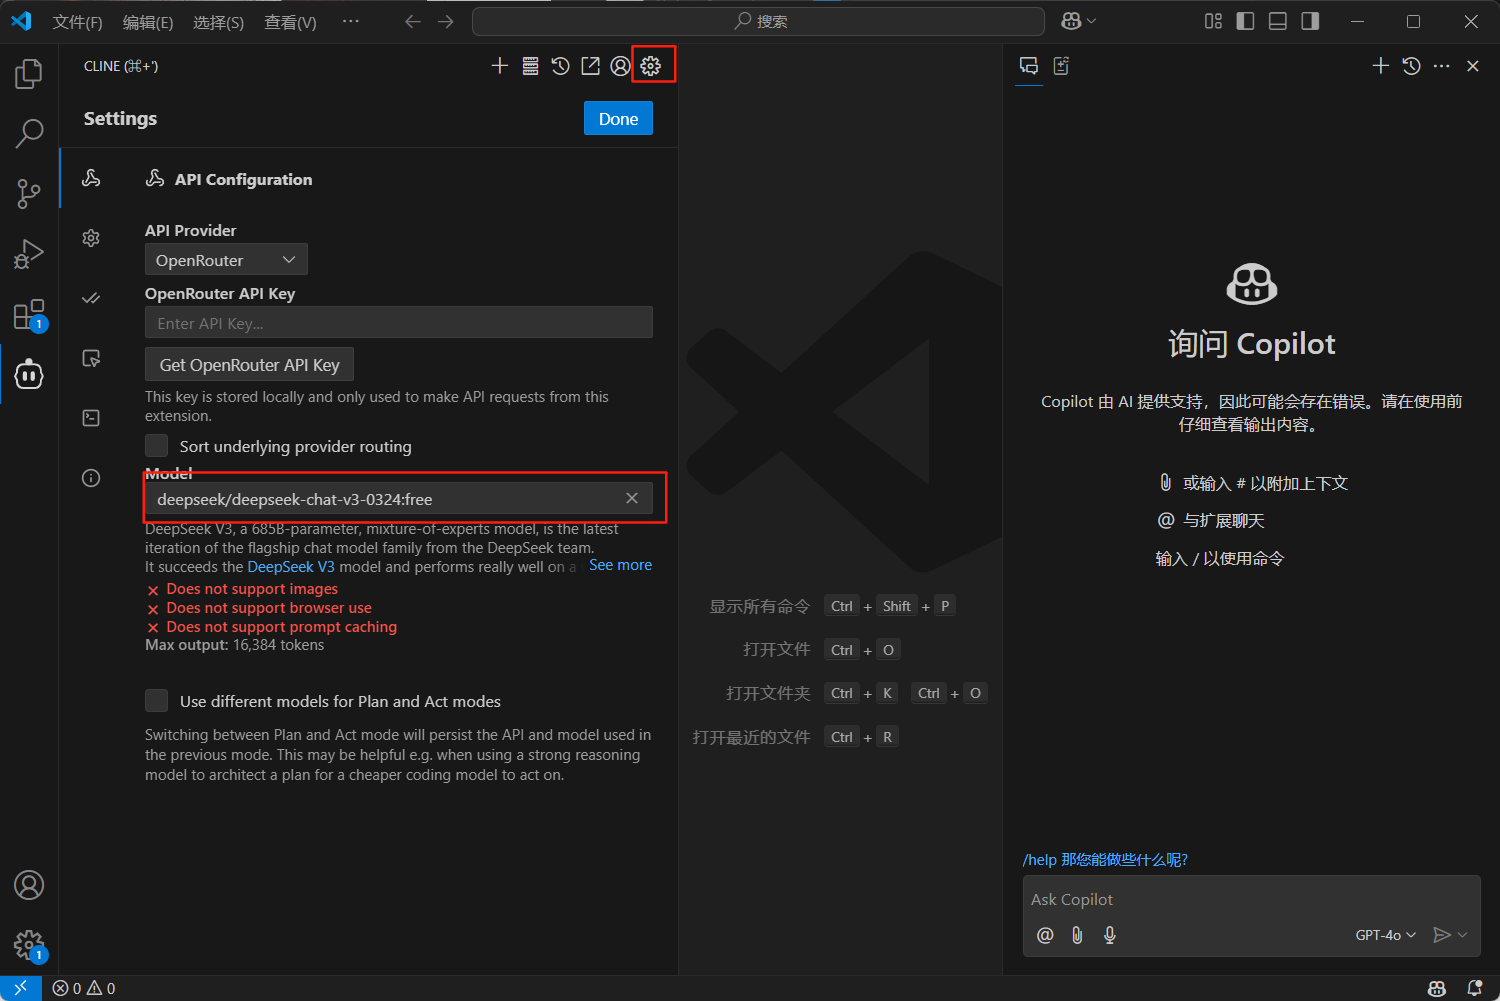 文件(F) 编辑(E) 选择(S) 查看(V) ··· 搜索
CLINE (⌘+')
Settings
Done
API Configuration
API Provider
OpenRouter
OpenRouter API Key
Enter API Key...
Get OpenRouter API Key
This key is stored locally and only used to make API requests from this
extension.
Sort underlying provider routing
Model
deepseek/deepseek-chat-v3-0324:free
DeepSeek V3, a 685B-parameter, mixture-of-experts model, is the latest
iteration of the flagship chat model family from the DeepSeek team.
It succeeds the DeepSeek V3 model and performs really well on a See more
Does not support images
Does not support browser use
Does not support prompt caching
Max output: 16,384 tokens
Use different models for Plan and Act modes
Switching between Plan and Act mode will persist the API and model used in
the previous mode. This may be helpful e.g. when using a strong reasoning
model to architect a plan for a cheaper coding model to act on.
1
1
显示所有命令 Ctrl + Shift + P
打开文件 Ctrl + O
打开文件夹 Ctrl + K Ctrl + O
打开最近的文件 Ctrl + R
询问 Copilot
Copilot 由 AI 提供支持，因此可能会存在错误。请在使用前
仔细查看输出内容。
或输入 # 以附加上下文
@ 与扩展聊天
输入 / 以使用命令
/help 那您能做些什么呢?
Ask Copilot
@ GPT-4o
0 0